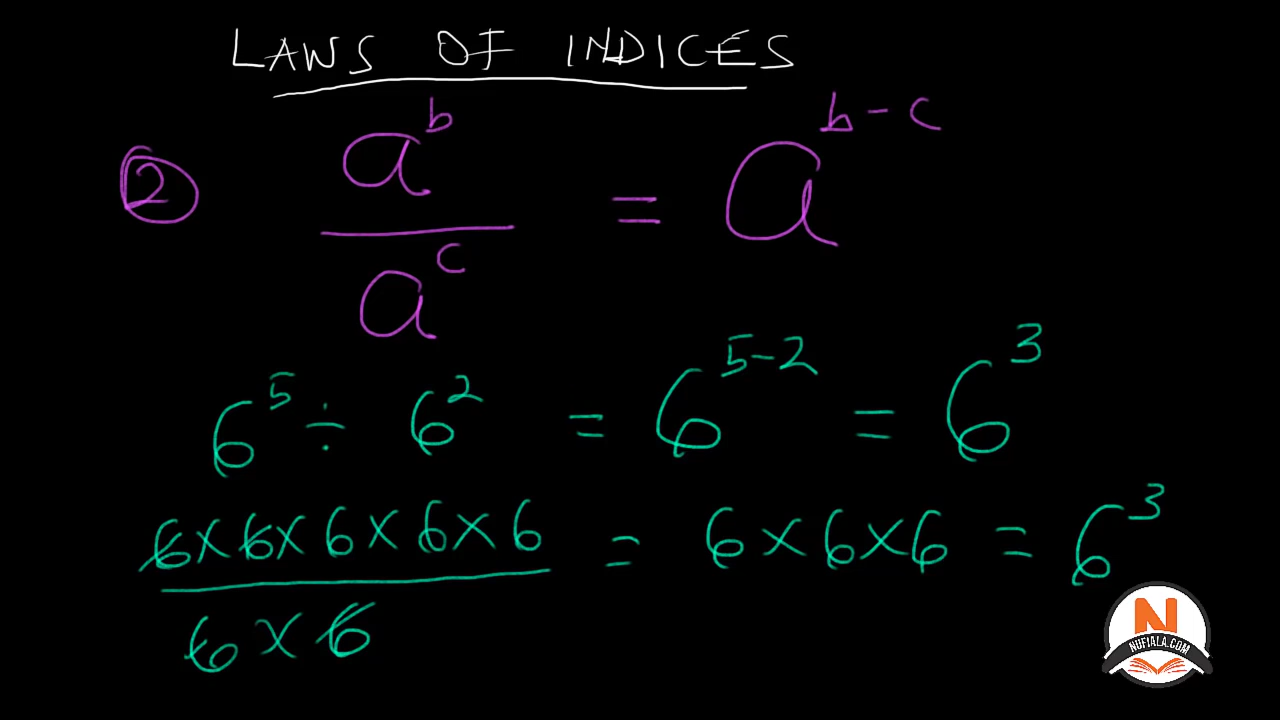 LAWS OF INDICES
② a^b / a^c = a^(b-c)
6^5 ÷ 6^2 = 6^(5-2) = 6^3
6×6×6×6×6 / 6×6 = 6×6×6 = 6^3
N
NUFIALA.COM